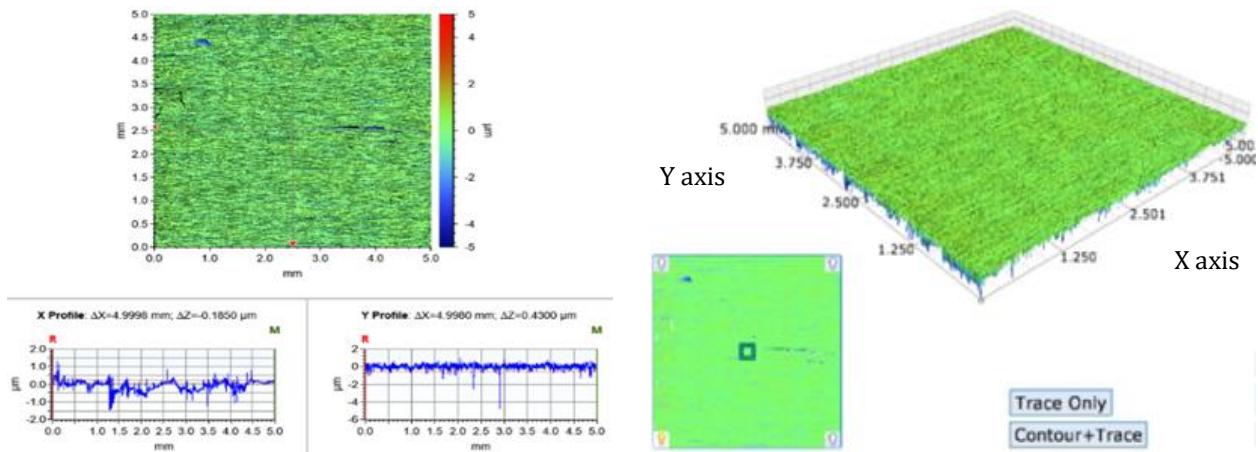 5.0
4.5
4.0
3.5
3.0
2.5
2.0
1.5
1.0
0.5
0.0
mm
0.0 1.0 2.0 3.0 4.0 5.0
mm
5
4
2
0
-2
-4
-5
µm
X Profile: ΔX=4.9998 mm; ΔZ=-0.1850 µm
R M
2.0
1.0
0.0
-1.0
-2.0
µm
0.0 0.5 1.0 1.5 2.0 2.5 3.0 3.5 4.0 4.5 5.0
mm
Y Profile: ΔX=4.9980 mm; ΔZ=0.4300 µm
R M
2
0
-2
-4
-6
µm
0.0 0.5 1.0 1.5 2.0 2.5 3.0 3.5 4.0 4.5 5.0
mm
5.000
3.750
2.500
1.250
Y axis
5.00
-5.000
3.751
2.501
1.250
X axis
Trace Only
Contour+Trace